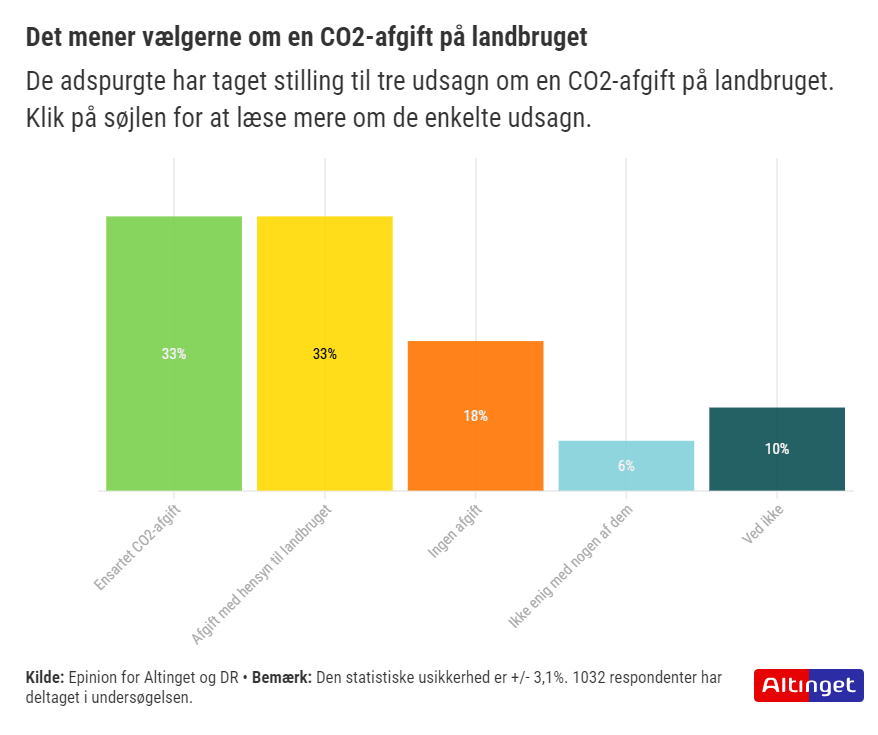 Det mener vælgerne om en CO2-afgift på landbruget
De adspurgte har taget stilling til tre udsagn om en CO2-afgift på landbruget.
Klik på søjlen for at læse mere om de enkelte udsagn.
33%
33%
18%
6%
10%
Ensartet CO2-afgift
Afgift med hensyn til landbruget
Ingen afgift
Ikke enig med nogen af dem
Ved ikke
Kilde: Epinion for Altinget og DR • Bemærk: Den statistiske usikkerhed er +/- 3,1%. 1032 respondenter har
deltaget i undersøgelsen.
Altinget